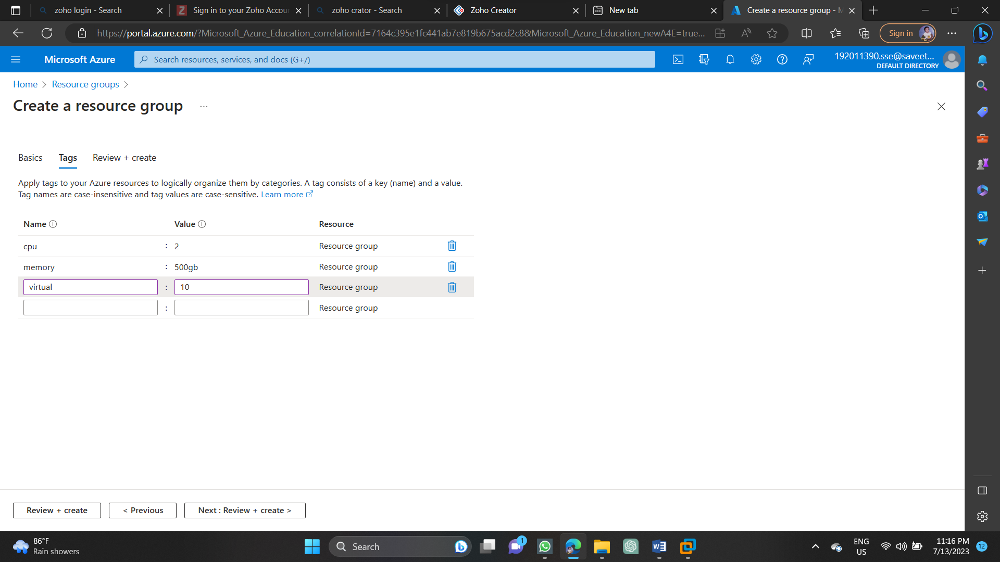 zoho login - Search
Sign in to your Zoho Accou
zoho crator - Search
Zoho Creator
New tab
Create a resource group - M
https://portal.azure.com/?Microsoft_Azure_Education_correlationId=7164c395e1fc441ab7e819b675acd2c8&Microsoft_Azure_Education_newA4E=true...
Sign in
Microsoft Azure
Search resources, services, and docs (G+/)
192011390.sse@saveet...
DEFAULT DIRECTORY
Home > Resource groups >
Create a resource group ...
Basics Tags Review + create
Apply tags to your Azure resources to logically organize them by categories. A tag consists of a key (name) and a value.
Tag names are case-insensitive and tag values are case-sensitive. Learn more
Name Value Resource
cpu : 2 Resource group
memory : 500gb Resource group
virtual : 10 Resource group
: Resource group
Review + create
< Previous
Next : Review + create >
86°F
Rain showers
Search
1
ENG
US
11:16 PM
7/13/2023
12